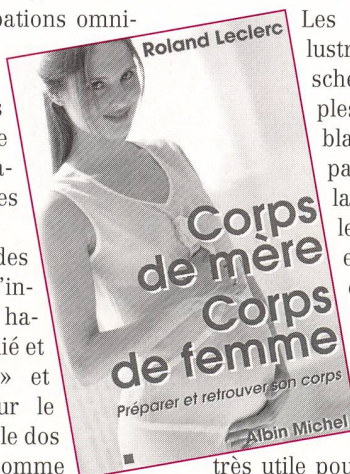 pations omni-
s
e
a-
es
des
'in-
ha-
ié et
» et
ur le
le dos
omme
Roland Leclerc
Corps
de mère
Corps
de femme
Préparer et retrouver son corps
Albin Michel
Les
lustr
sché
ples
bla
pa
la
le
e
très utile pou